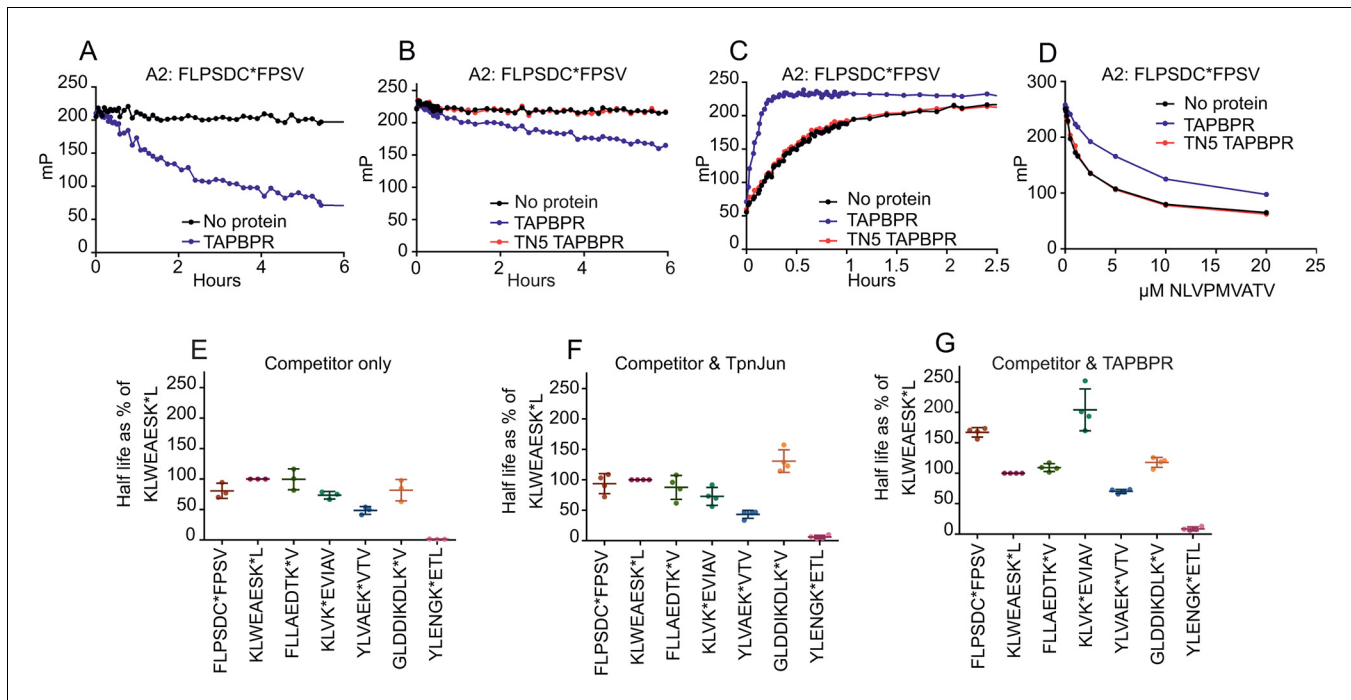 A
A2: FLPSDC*FPSV
250
200
150
100
50
0
mP
No protein
TAPBPR
0 2 4 6
Hours
B
A2: FLPSDC*FPSV
250
200
150
100
50
0
mP
No protein
TAPBPR
TN5 TAPBPR
0 2 4 6
Hours
C
A2: FLPSDC*FPSV
250
200
150
100
50
0
mP
No protein
TAPBPR
TN5 TAPBPR
0 0.5 1.0 1.5 2.0 2.5
Hours
D
A2: FLPSDC*FPSV
300
200
100
0
mP
No protein
TAPBPR
TN5 TAPBPR
0 5 10 15 20 25
µM NLVPMVATV
E
Competitor only
Half life as % of
KLWEAESK*L
250
200
150
100
50
0
FLPSDC*FPSV
KLWEAESK*L
FLLAEDTK*V
KLVK*EVIAV
YLVAEK*VTV
GLDDIKDLK*V
YLENGK*ETL
F
Competitor & TpnJun
Half life as % of
KLWEAESK*L
250
200
150
100
50
0
FLPSDC*FPSV
KLWEAESK*L
FLLAEDTK*V
KLVK*EVIAV
YLVAEK*VTV
GLDDIKDLK*V
YLENGK*ETL
G
Competitor & TAPBPR
Half life as % of
KLWEAESK*L
250
200
150
100
50
0
FLPSDC*FPSV
KLWEAESK*L
FLLAEDTK*V
KLVIK*EVIAV
YLVAEK*VTV
GLDDIKDLK*V
YLENGK*ETL